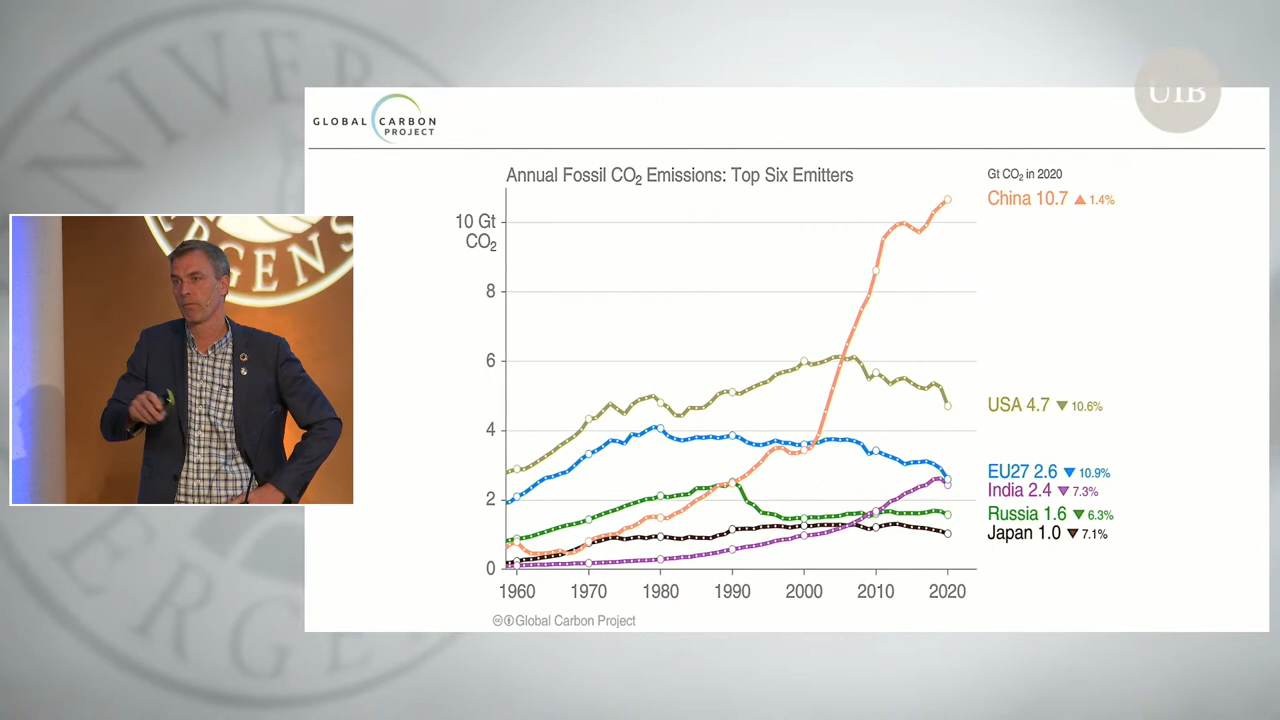 UiB
GLOBAL CARBON
PROJECT
Annual Fossil CO₂ Emissions: Top Six Emitters
10 Gt
CO₂
8
6
4
2
0
1960 1970 1980 1990 2000 2010 2020
Gt CO₂ in 2020
China 10.7 ▲ 1.4%
USA 4.7 ▼ 10.6%
EU27 2.6 ▼ 10.9%
India 2.4 ▼ 7.3%
Russia 1.6 ▼ 6.3%
Japan 1.0 ▼ 7.1%
Global Carbon Project